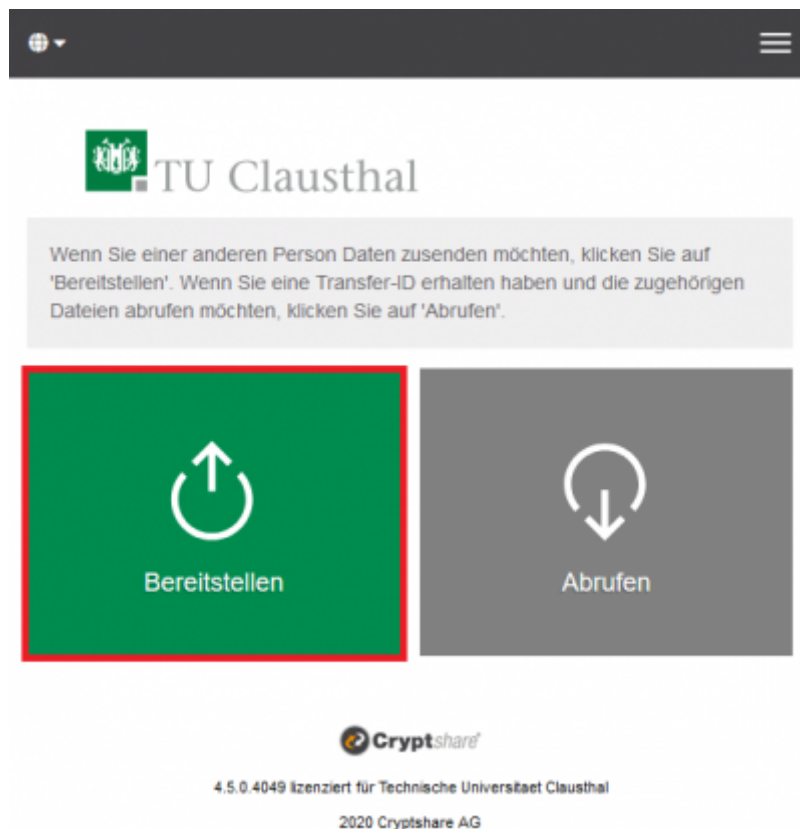 TU Clausthal
Wenn Sie einer anderen Person Daten zusenden möchten, klicken Sie auf
'Bereitstellen'. Wenn Sie eine Transfer-ID erhalten haben und die zugehörigen
Dateien abrufen möchten, klicken Sie auf 'Abrufen'.
Bereitstellen
Abrufen
Cryptshare
4.5.0.4049 lizenziert für Technische Universitaet Clausthal
2020 Cryptshare AG